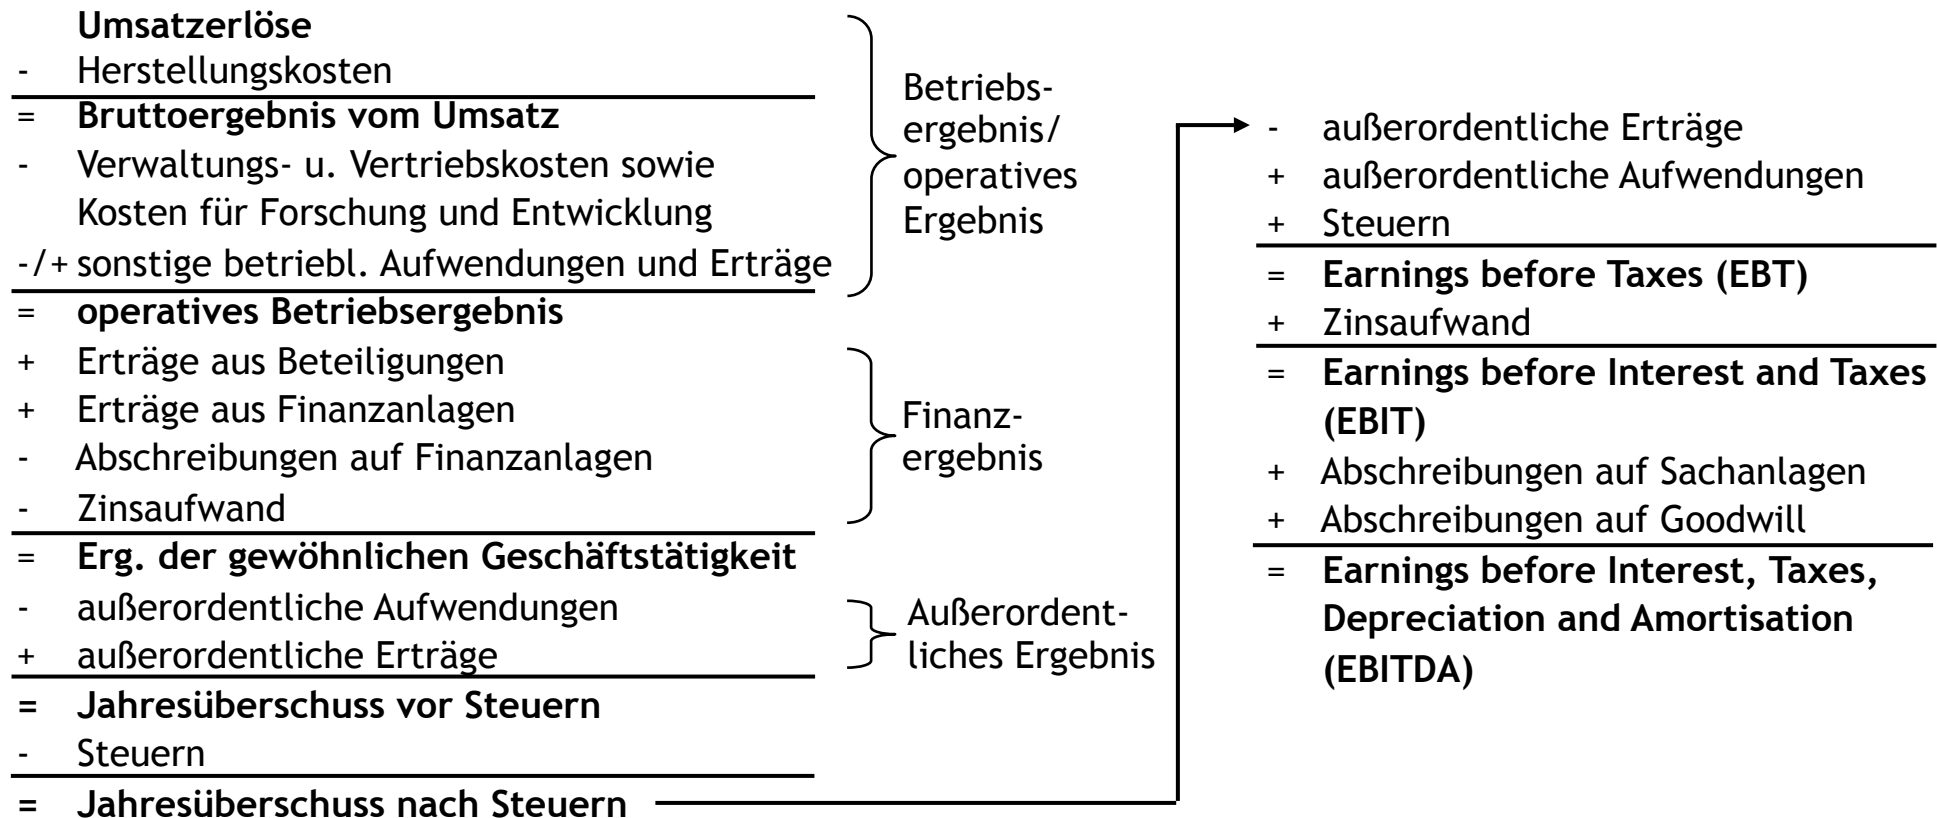 Umsatzerlöse
- Herstellungskosten
= Bruttoergebnis vom Umsatz
- Verwaltungs- u. Vertriebskosten sowie
Kosten für Forschung und Entwicklung
-/+ sonstige betriebl. Aufwendungen und Erträge
= operatives Betriebsergebnis
+ Erträge aus Beteiligungen
+ Erträge aus Finanzanlagen
- Abschreibungen auf Finanzanlagen
- Zinsaufwand
= Erg. der gewöhnlichen Geschäftstätigkeit
- außerordentliche Aufwendungen
+ außerordentliche Erträge
= Jahresüberschuss vor Steuern
- Steuern
= Jahresüberschuss nach Steuern
Betriebs-
ergebnis/
operatives
Ergebnis
Finanz-
ergebnis
Außerordent-
liches Ergebnis
- außerordentliche Erträge
+ außerordentliche Aufwendungen
+ Steuern
= Earnings before Taxes (EBT)
+ Zinsaufwand
= Earnings before Interest and Taxes
(EBIT)
+ Abschreibungen auf Sachanlagen
+ Abschreibungen auf Goodwill
= Earnings before Interest, Taxes,
Depreciation and Amortisation
(EBITDA)